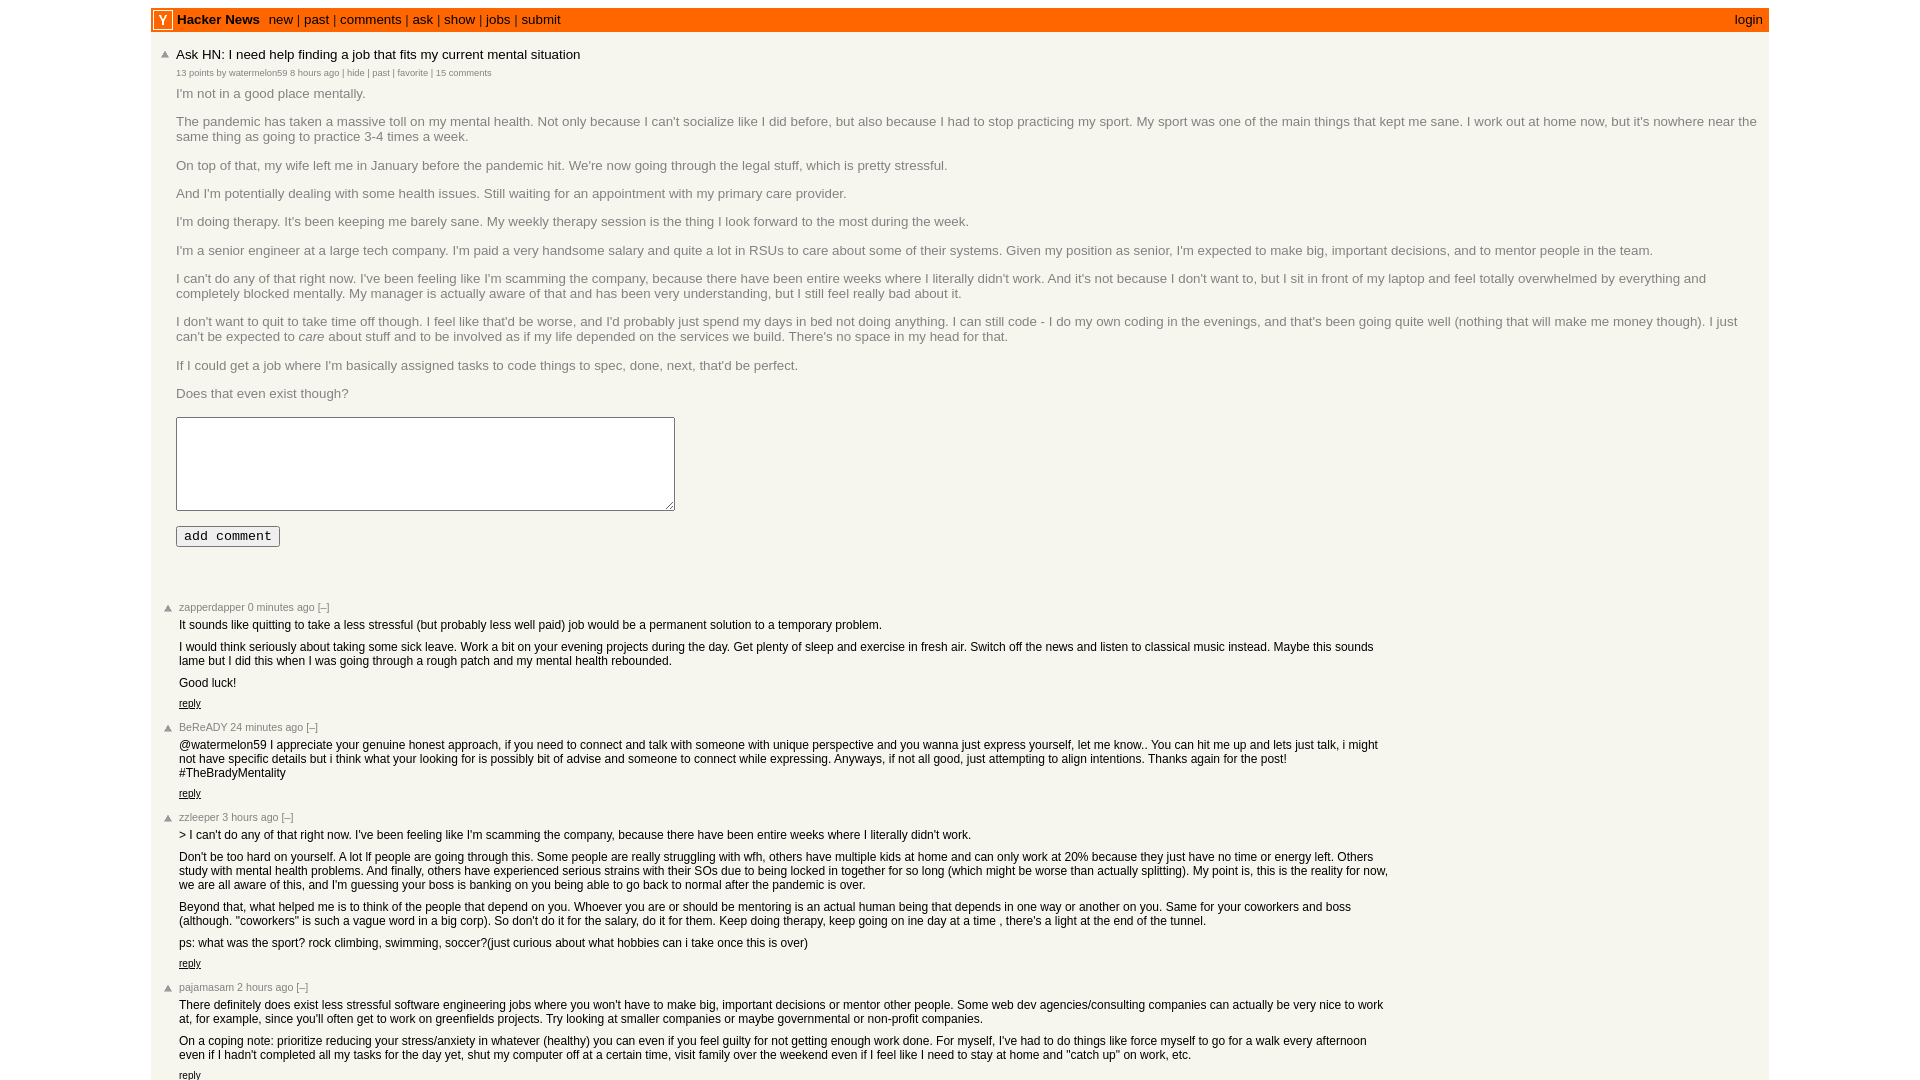 Y Hacker News new | past | comments | ask | show | jobs | submit login
Ask HN: I need help finding a job that fits my current mental situation
13 points by watermelon59 8 hours ago | hide | past | favorite | 15 comments
I'm not in a good place mentally.
The pandemic has taken a massive toll on my mental health. Not only because I can't socialize like I did before, but also because I had to stop practicing my sport. My sport was one of the main things that kept me sane. I work out at home now, but it's nowhere near the
same thing as going to practice 3-4 times a week.
On top of that, my wife left me in January before the pandemic hit. We're now going through the legal stuff, which is pretty stressful.
And I'm potentially dealing with some health issues. Still waiting for an appointment with my primary care provider.
I'm doing therapy. It's been keeping me barely sane. My weekly therapy session is the thing I look forward to the most during the week.
I'm a senior engineer at a large tech company. I'm paid a very handsome salary and quite a lot in RSUs to care about some of their systems. Given my position as senior, I'm expected to make big, important decisions, and to mentor people in the team.
I can't do any of that right now. I've been feeling like I'm scamming the company, because there have been entire weeks where I literally didn't work. And it's not because I don't want to, but I sit in front of my laptop and feel totally overwhelmed by everything and
completely blocked mentally. My manager is actually aware of that and has been very understanding, but I still feel really bad about it.
I don't want to quit to take time off though. I feel like that'd be worse, and I'd probably just spend my days in bed not doing anything. I can still code - I do my own coding in the evenings, and that's been going quite well (nothing that will make me money though). I just
can't be expected to care about stuff and to be involved as if my life depended on the services we build. There's no space in my head for that.
If I could get a job where I'm basically assigned tasks to code things to spec, done, next, that'd be perfect.
Does that even exist though?
add comment
zapperdapper 0 minutes ago [–]
It sounds like quitting to take a less stressful (but probably less well paid) job would be a permanent solution to a temporary problem.
I would think seriously about taking some sick leave. Work a bit on your evening projects during the day. Get plenty of sleep and exercise in fresh air. Switch off the news and listen to classical music instead. Maybe this sounds
lame but I did this when I was going through a rough patch and my mental health rebounded.
Good luck!
reply
BeReADY 24 minutes ago [–]
@watermelon59 I appreciate your genuine honest approach, if you need to connect and talk with someone with unique perspective and you wanna just express yourself, let me know.. You can hit me up and lets just talk, i might
not have specific details but i think what your looking for is possibly bit of advise and someone to connect while expressing. Anyways, if not all good, just attempting to align intentions. Thanks again for the post!
#TheBradyMentality
reply
zzleeper 3 hours ago [–]
> I can't do any of that right now. I've been feeling like I'm scamming the company, because there have been entire weeks where I literally didn't work.
Don't be too hard on yourself. A lot lf people are going through this. Some people are really struggling with wfh, others have multiple kids at home and can only work at 20% because they just have no time or energy left. Others
study with mental health problems. And finally, others have experienced serious strains with their SOs due to being locked in together for so long (which might be worse than actually splitting). My point is, this is the reality for now,
we are all aware of this, and I'm guessing your boss is banking on you being able to go back to normal after the pandemic is over.
Beyond that, what helped me is to think of the people that depend on you. Whoever you are or should be mentoring is an actual human being that depends in one way or another on you. Same for your coworkers and boss
(although. "coworkers" is such a vague word in a big corp). So don't do it for the salary, do it for them. Keep doing therapy, keep going on ine day at a time , there's a light at the end of the tunnel.
ps: what was the sport? rock climbing, swimming, soccer?(just curious about what hobbies can i take once this is over)
reply
pajamasam 2 hours ago [–]
There definitely does exist less stressful software engineering jobs where you won't have to make big, important decisions or mentor other people. Some web dev agencies/consulting companies can actually be very nice to work
at, for example, since you'll often get to work on greenfields projects. Try looking at smaller companies or maybe governmental or non-profit companies.
On a coping note: prioritize reducing your stress/anxiety in whatever (healthy) you can even if you feel guilty for not getting enough work done. For myself, I've had to do things like force myself to go for a walk every afternoon
even if I hadn't completed all my tasks for the day yet, shut my computer off at a certain time, visit family over the weekend even if I feel like I need to stay at home and "catch up" on work, etc.
reply